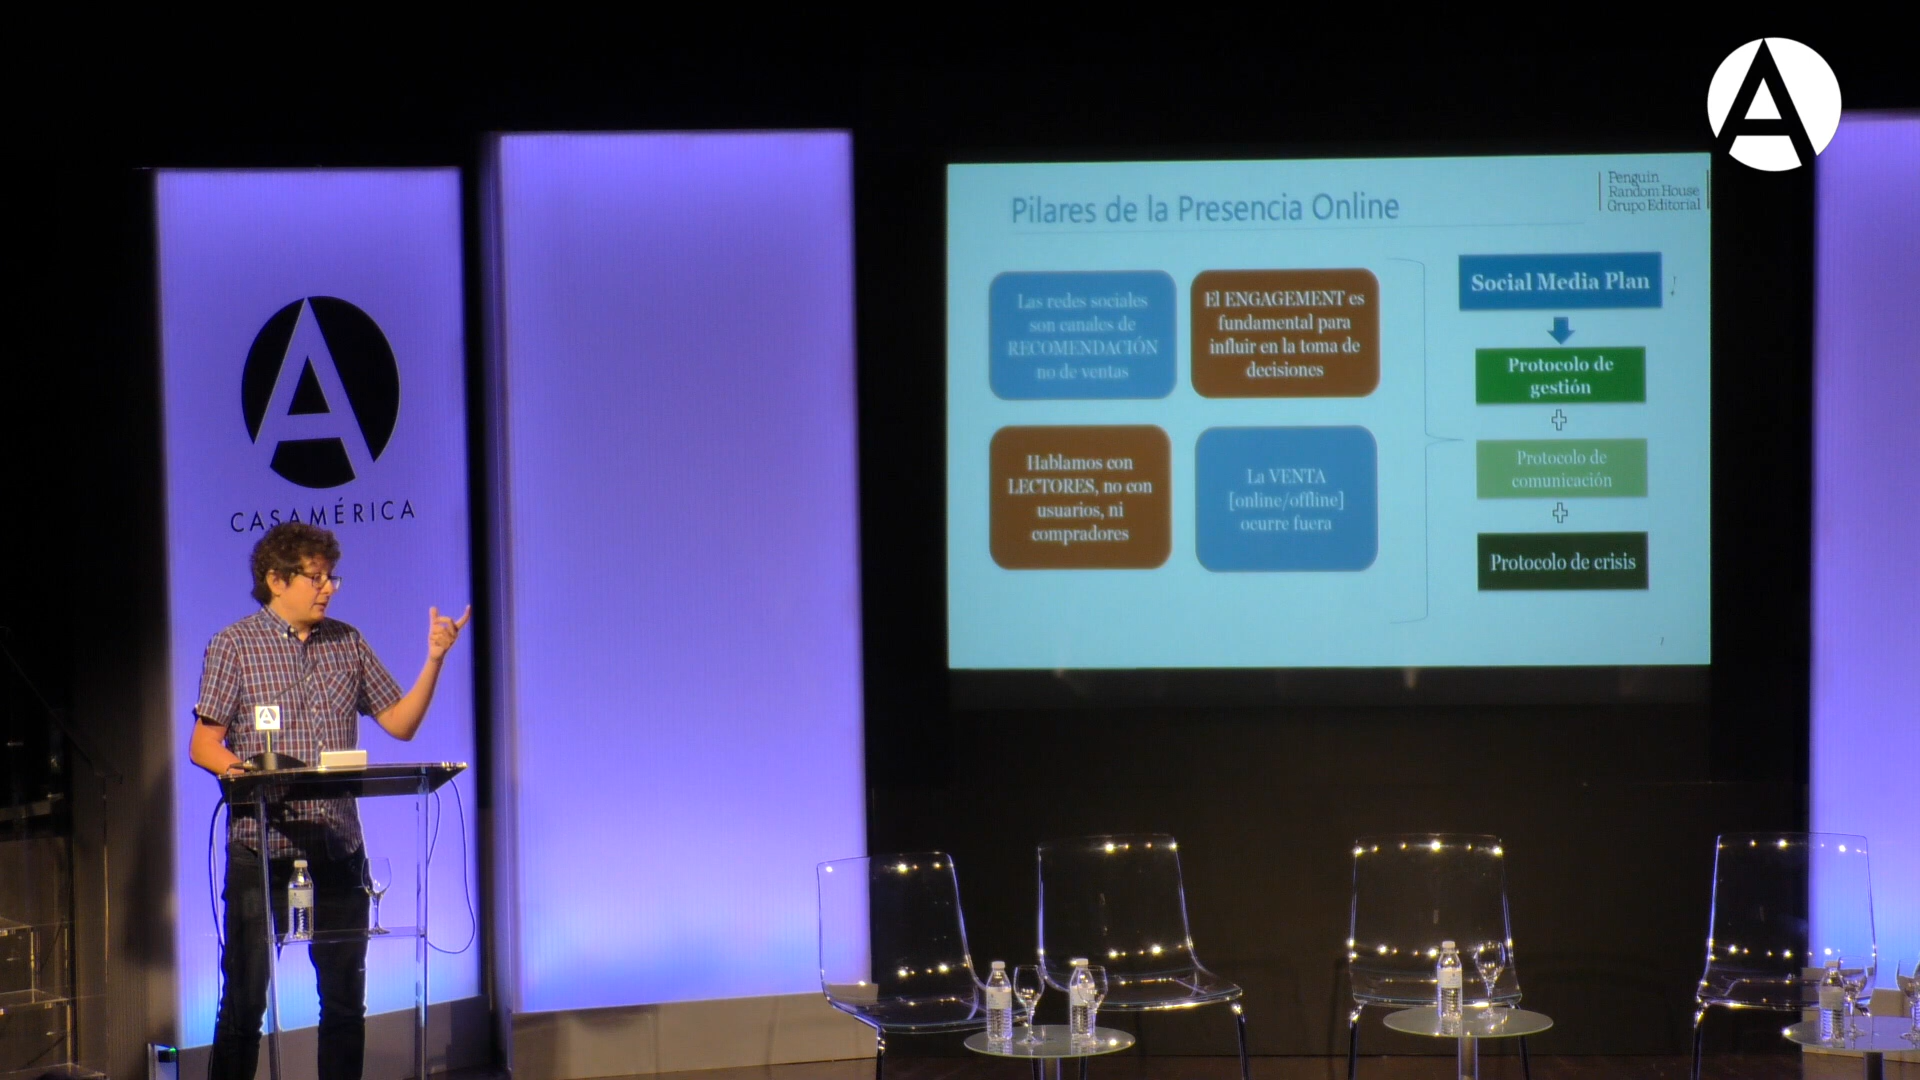 CASAMÉRICA
Pilares de la Presencia Online
Penguin
Random House
Grupo Editorial
Las redes sociales
son canales de
RECOMENDACIÓN
no de ventas
El ENGAGEMENT es
fundamental para
influir en la toma de
decisiones
Hablamos con
LECTORES, no con
usuarios, ni
compradores
La VENTA
[online/offline]
ocurre fuera
Social Media Plan
Protocolo de
gestión
Protocolo de
comunicación
Protocolo de crisis